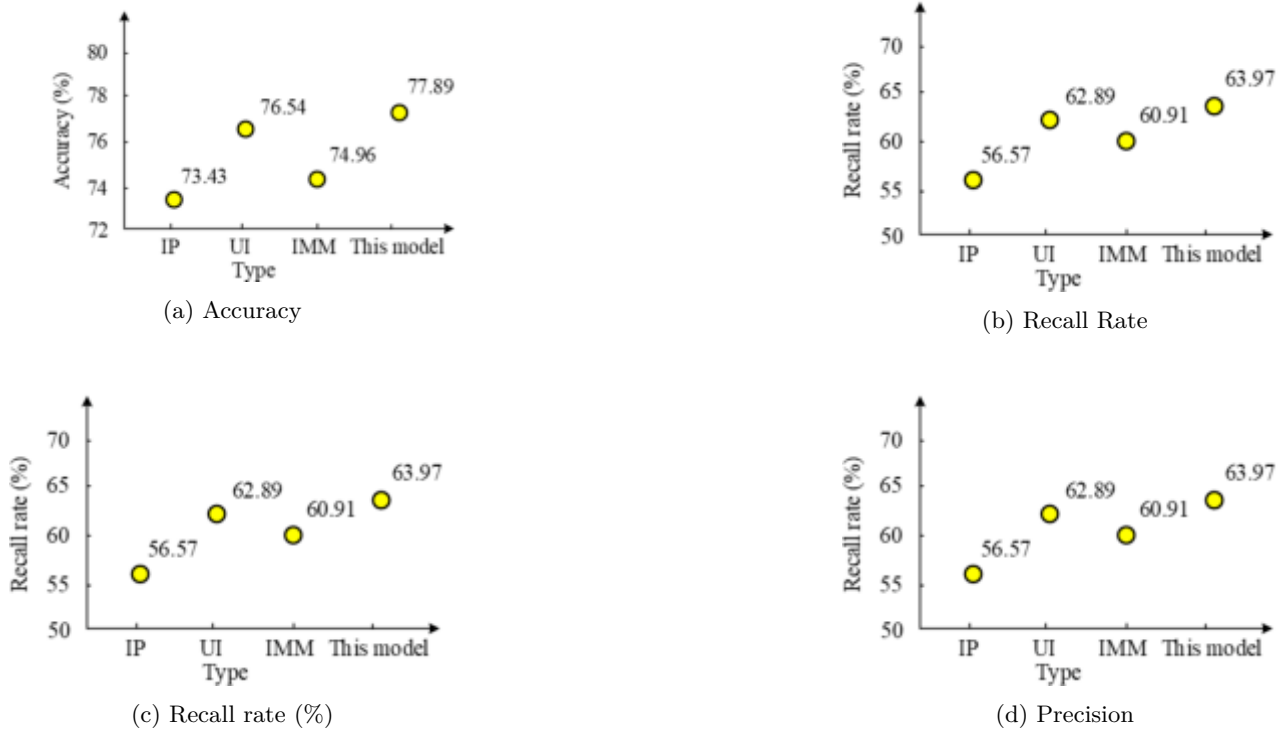 80
78
76
74
72
Accuracy (%)
73.43
76.54
74.96
77.89
IP UI IMM This model
Type
(a) Accuracy
70
65
60
55
50
Recall rate (%)
56.57
62.89
60.91
63.97
IP UI IMM This model
Type
(b) Recall Rate
70
65
60
55
50
Recall rate (%)
56.57
62.89
60.91
63.97
IP UI IMM This model
Type
(c) Recall rate (%)
70
65
60
55
50
Recall rate (%)
56.57
62.89
60.91
63.97
IP UI IMM This model
Type
(d) Precision